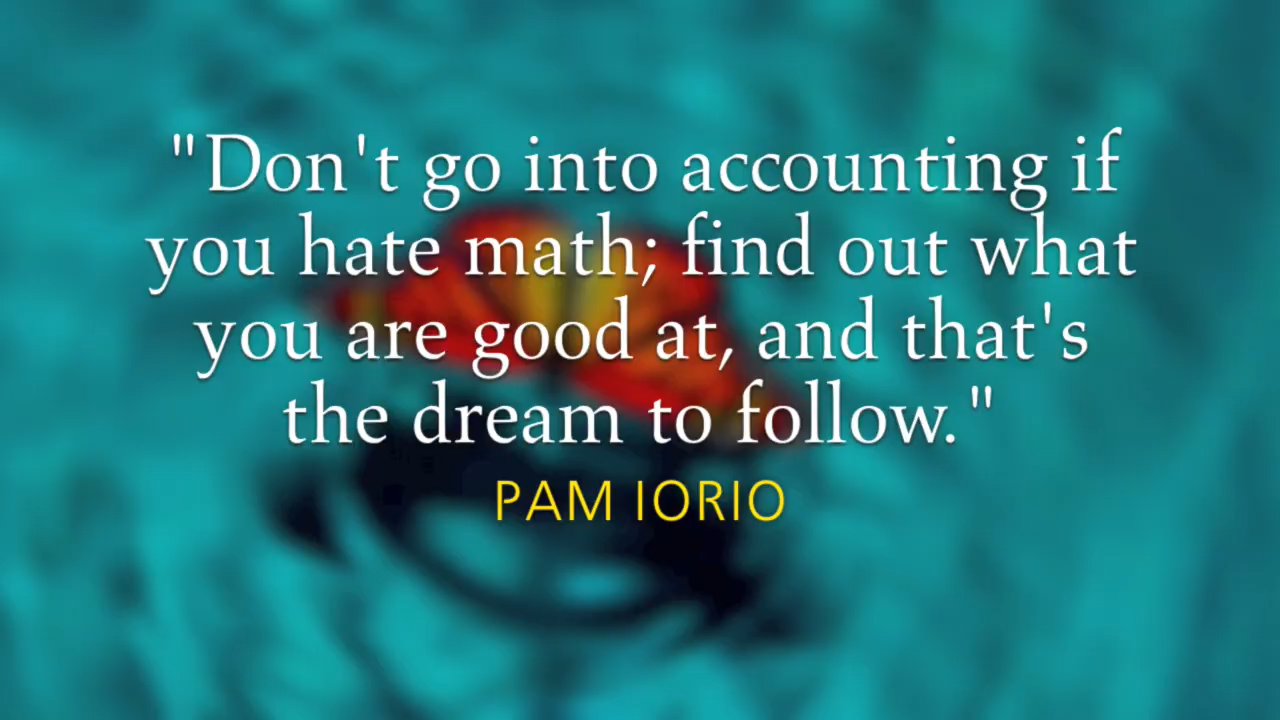 "Don't go into accounting if
you hate math; find out what
you are good at, and that's
the dream to follow."
PAM IORIO